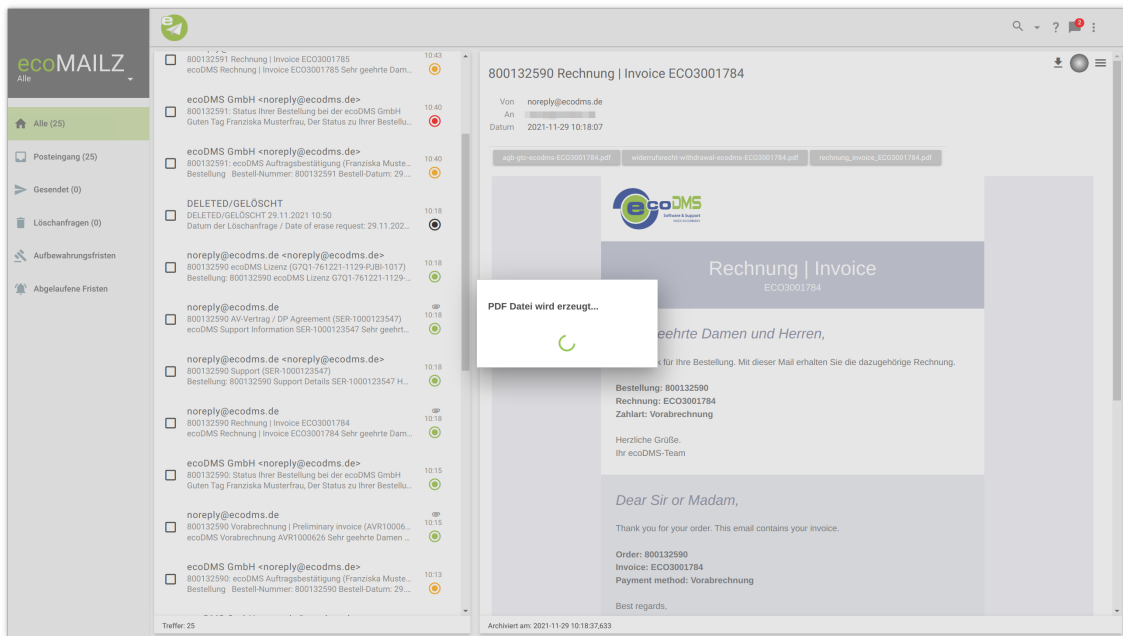 ecoMAILZ
Alle
Alle (25)
Posteingang (25)
Gesendet (0)
Löschanfragen (0)
Aufbewahrungsfristen
Abgelaufene Fristen
e
? 2
10:43
800132591 Rechnung | Invoice ECO3001785
ecoDMS Rechnung | Invoice ECO3001785 Sehr geehrte Dam...
ecoDMS GmbH <noreply@ecodms.de>
10:40
800132591: Status Ihrer Bestellung bei der ecoDMS GmbH
Guten Tag Franziska Musterfrau, Der Status zu Ihrer Bestellu...
ecoDMS GmbH <noreply@ecodms.de>
10:40
800132591: ecoDMS Auftragsbestätigung (Franziska Muste...
Bestellung Bestell-Nummer: 800132591 Bestell-Datum: 29....
DELETED/GELÖSCHT
10:18
DELETED/GELÖSCHT 29.11.2021 10:50
Datum der Löschanfrage / Date of erase request: 29.11.202...
noreply@ecodms.de <noreply@ecodms.de>
10:18
800132590 ecoDMS Lizenz (G7Q1-761221-1129-PJBI-1017)
Bestellung: 800132590 ecoDMS Lizenz G7Q1-761221-1129-...
noreply@ecodms.de
10:18
800132590 AV-Vertrag / DP Agreement (SER-1000123547)
ecoDMS Support Information SER-1000123547 Sehr geehrt...
noreply@ecodms.de <noreply@ecodms.de>
10:18
800132590 Support (SER-1000123547)
Bestellung: 800132590 Support Details SER-1000123547 H...
noreply@ecodms.de
10:18
800132590 Rechnung | Invoice ECO3001784
ecoDMS Rechnung | Invoice ECO3001784 Sehr geehrte Dam...
ecoDMS GmbH <noreply@ecodms.de>
10:15
800132590: Status Ihrer Bestellung bei der ecoDMS GmbH
Guten Tag Franziska Musterfrau, Der Status zu Ihrer Bestellu...
noreply@ecodms.de
10:15
800132590 Vorabrechnung | Preliminary invoice (AVR10006...
ecoDMS Vorabrechnung AVR1000626 Sehr geehrte Damen ...
ecoDMS GmbH <noreply@ecodms.de>
10:13
800132590: ecoDMS Auftragsbestätigung (Franziska Muste...
Bestellung Bestell-Nummer: 800132590 Bestell-Datum: 29....
Treffer: 25
800132590 Rechnung | Invoice ECO3001784
Von noreply@ecodms.de
An
Datum 2021-11-29 10:18:07
agb-gtc-ecodms-ECO3001784.pdf widerrufsrecht-withdrawal-ecodms-ECO3001784.pdf rechnung_invoice_ECO3001784.pdf
ecoDMS
Software & Support
Rechnung | Invoice
ECO3001784
PDF Datei wird erzeugt...
eehrte Damen und Herren,
für Ihre Bestellung. Mit dieser Mail erhalten Sie die dazugehörige Rechnung.
Bestellung: 800132590
Rechnung: ECO3001784
Zahlart: Vorabrechnung
Herzliche Grüße.
Ihr ecoDMS-Team
Dear Sir or Madam,
Thank you for your order. This email contains your invoice.
Order: 800132590
Invoice: ECO3001784
Payment method: Vorabrechnung
Best regards,
Archiviert am: 2021-11-29 10:18:37,633